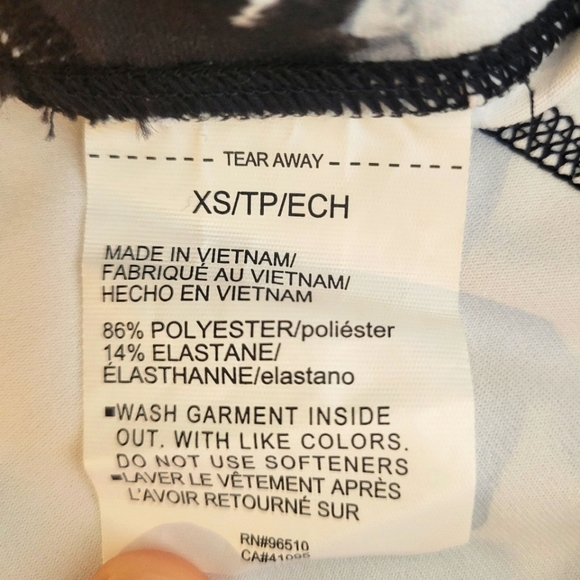 TEAR AWAY
XS/TP/ECH
MADE IN VIETNAM/
FABRIQUÉ AU VIETNAM/
HECHO EN VIETNAM
86% POLYESTER/poliéster
14% ELASTANE/
ÉLASTHANNE/elastano
▪WASH GARMENT INSIDE
OUT. WITH LIKE COLORS.
DO NOT USE SOFTENERS
▪LAVER LE VÊTEMENT APRÈS
L'AVOIR RETOURNÉ SUR
RN#96510